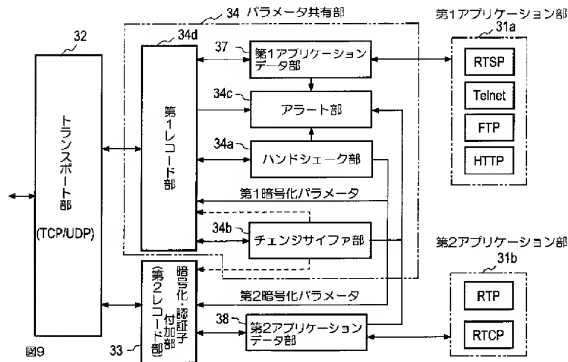 34 パラメータ共有部
第1アプリケーション部
31a
RTSP
Telnet
FTP
HTTP
32
トランスポート部
(TCP/UDP)
34d
第1レコード部
37
第1アプリケーション
データ部
34c
アラート部
34a
ハンドシェーク部
第1暗号化パラメータ
34b
チェンジサイファ部
第2暗号化パラメータ
暗号化・認証子
付加部
(第2レコード部)
33
38
第2アプリケーション
データ部
第2アプリケーション部
31b
RTP
RTCP
図9